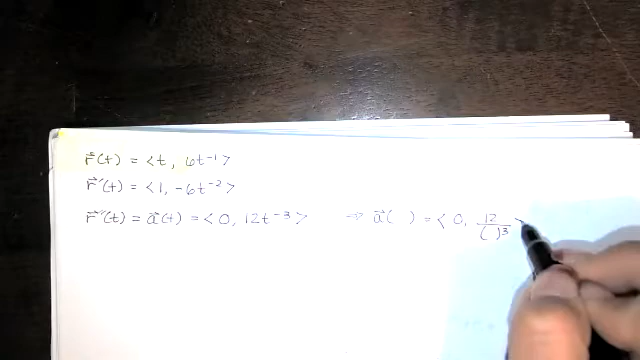 r⃗(t) = <t, 6t⁻¹>
r⃗'(t) = <1, -6t⁻²>
r⃗''(t) = a⃗(t) = <0, 12t⁻³> ⇒ a⃗( ) = <0, 12/( )³>